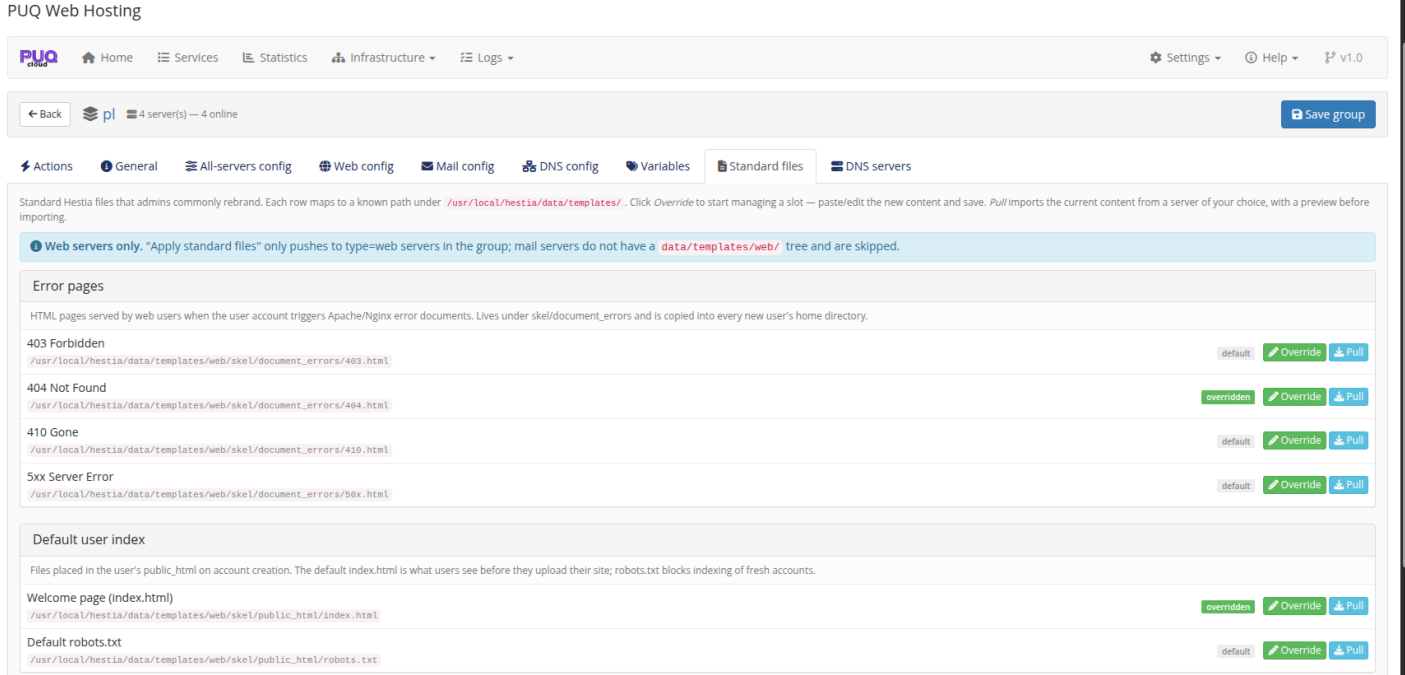 PUQ Web Hosting
PUQ cloud Home Services Statistics Infrastructure Logs Settings Help v1.0
Back pl 4 server(s) — 4 online Save group
Actions General All-servers config Web config Mail config DNS config Variables Standard files DNS servers
Standard Hestia files that admins commonly rebrand. Each row maps to a known path under /usr/local/hestia/data/templates/ . Click Override to start managing a slot — paste/edit the new content and save. Pull imports the current content from a server of your choice, with a preview before
importing.
Web servers only. "Apply standard files" only pushes to type=web servers in the group; mail servers do not have a data/templates/web/ tree and are skipped.
Error pages
HTML pages served by web users when the user account triggers Apache/Nginx error documents. Lives under skel/document_errors and is copied into every new user's home directory.
403 Forbidden
/usr/local/hestia/data/templates/web/skel/document_errors/403.html
default Override Pull
404 Not Found
/usr/local/hestia/data/templates/web/skel/document_errors/404.html
overridden Override Pull
410 Gone
/usr/local/hestia/data/templates/web/skel/document_errors/410.html
default Override Pull
5xx Server Error
/usr/local/hestia/data/templates/web/skel/document_errors/50x.html
default Override Pull
Default user index
Files placed in the user's public_html on account creation. The default index.html is what users see before they upload their site; robots.txt blocks indexing of fresh accounts.
Welcome page (index.html)
/usr/local/hestia/data/templates/web/skel/public_html/index.html
overridden Override Pull
Default robots.txt
/usr/local/hestia/data/templates/web/skel/public_html/robots.txt
default Override Pull